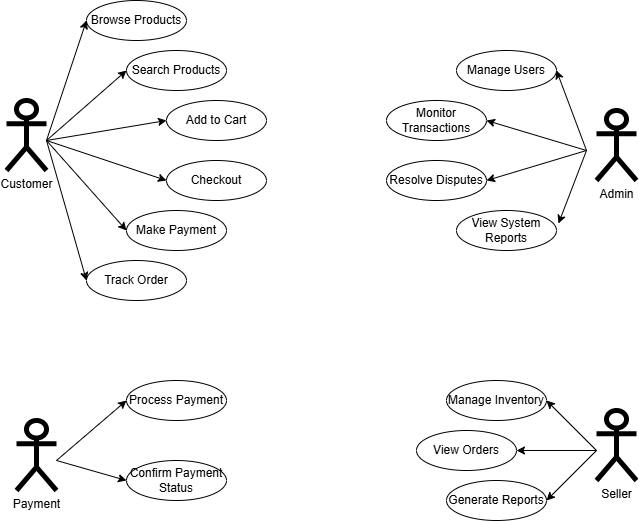 Browse Products
Search Products
Add to Cart
Checkout
Make Payment
Track Order
Customer
Manage Users
Monitor
Transactions
Resolve Disputes
View System
Reports
Admin
Process Payment
Confirm Payment
Status
Payment
Manage Inventory
View Orders
Generate Reports
Seller